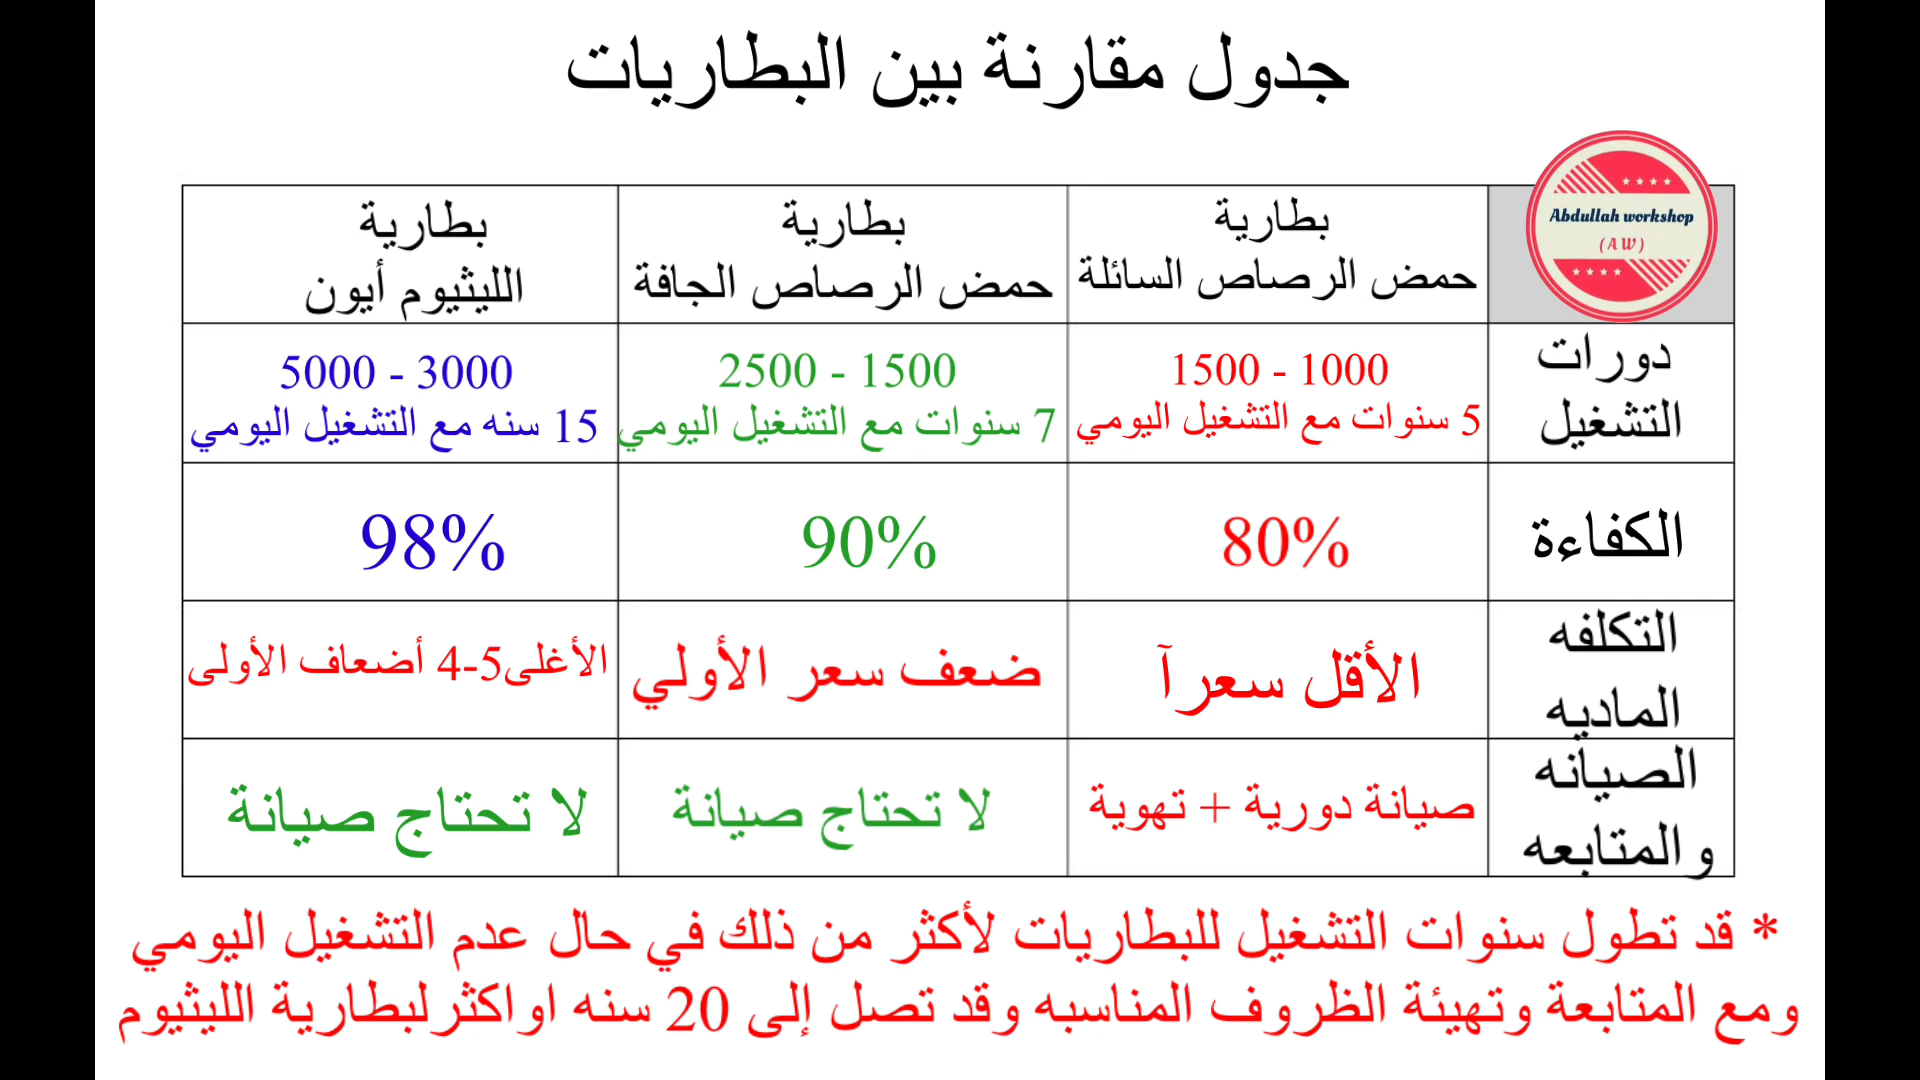 جدول مقارنة بين البطاريات
Abdullah workshop
(AW)
بطارية
حمض الرصاص السائلة
بطارية
حمض الرصاص الجافة
بطارية
الليثيوم أيون
دورات
التشغيل
1000 - 1500
5 سنوات مع التشغيل اليومي
1500 - 2500
7 سنوات مع التشغيل اليومي
3000 - 5000
15 سنه مع التشغيل اليومي
الكفاءة
80%
90%
98%
التكلفه
الماديه
الأقل سعرآ
ضعف سعر الأولي
الأغلى4-5 أضعاف الأولى
الصيانه
والمتابعه
صيانة دورية + تهوية
لا تحتاج صيانة
لا تحتاج صيانة
* قد تطول سنوات التشغيل للبطاريات لأكثر من ذلك في حال عدم التشغيل اليومي
ومع المتابعة وتهيئة الظروف المناسبه وقد تصل إلى 20 سنه اواكثرلبطارية الليثيوم